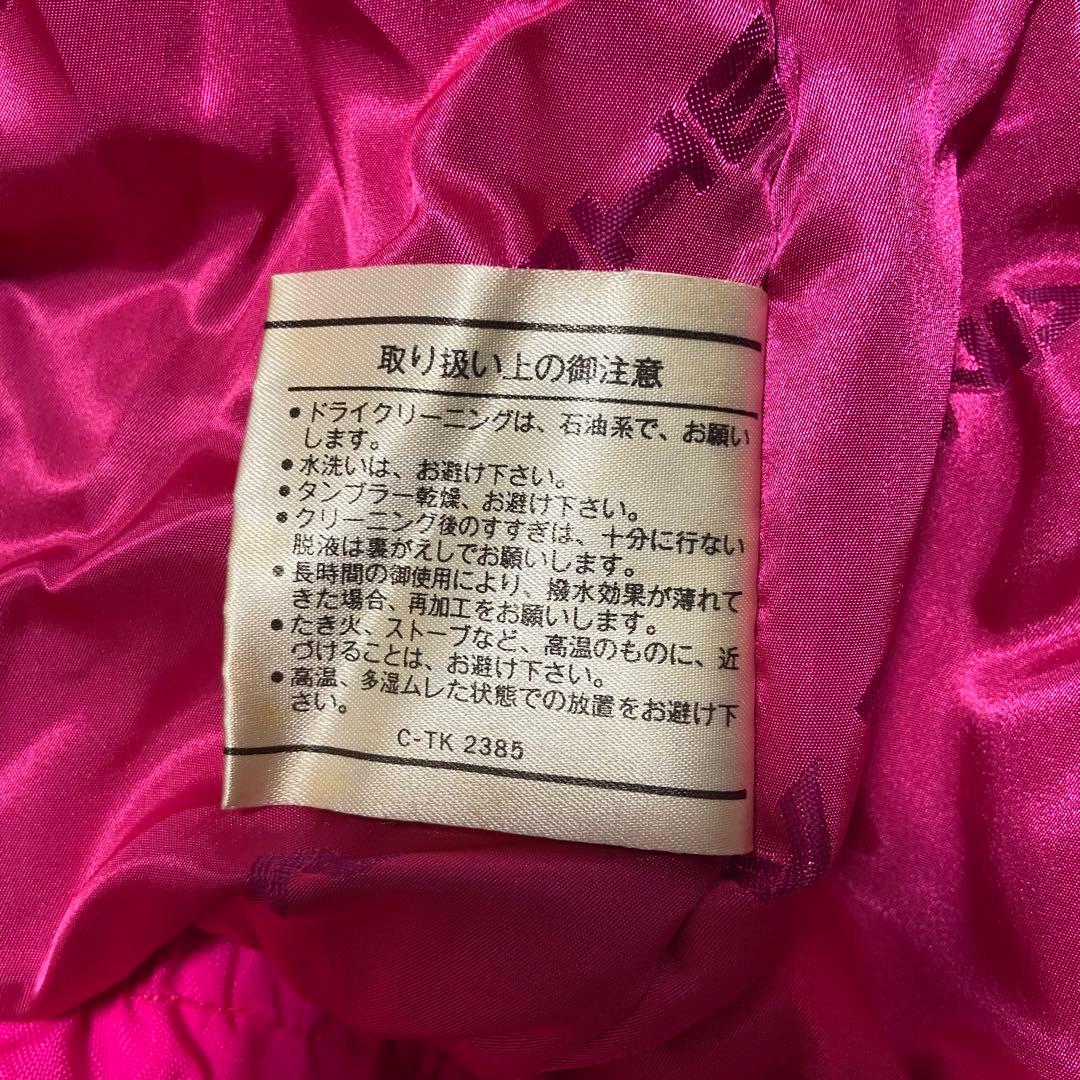 取り扱い上の御注意
●ドライクリーニングは、石油系で、お願い
します。
●水洗いは、お避け下さい。
●タンブラー乾燥、お避け下さい。
●クリーニング後のすすぎは、十分に行ない
脱液は裏がえしでお願いします。
●長時間の御使用により、撥水効果が薄れて
きた場合、再加工をお願いします。
●たき火、ストーブなど、高温のものに、近
づけることは、お避け下さい。
●高温、多湿ムレた状態での放置をお避け下
さい。
C-TK 2385